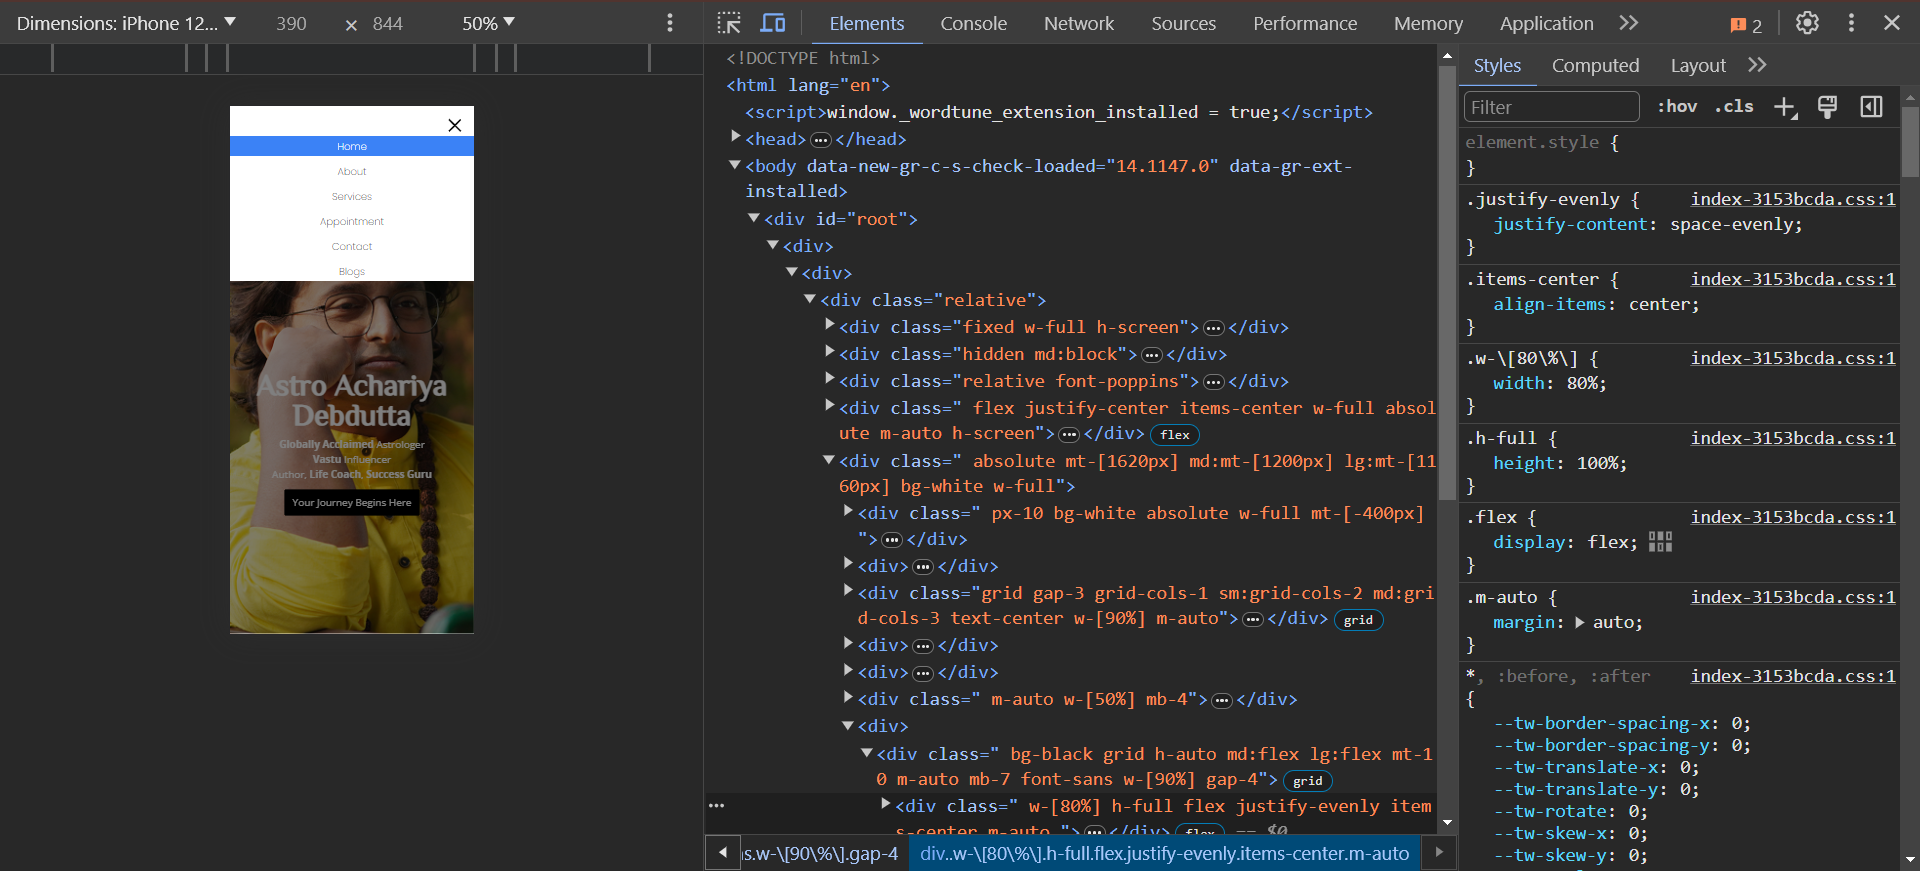 Dimensions: iPhone 12... ▼ 390 × 844 50% ▼
Elements Console Network Sources Performance Memory Application 2
Home
About
Services
Appointment
Contact
Blogs
Astro Achariya
Debdutta
Globally Acclaimed Astrologer
Vastu Influencer
Author, Life Coach, Success Guru
Your Journey Begins Here
<!DOCTYPE html>
<html lang="en">
<script>window._wordtune_extension_installed = true;</script>
<head>…</head>
<body data-new-gr-c-s-check-loaded="14.1147.0" data-gr-ext-
installed>
<div id="root">
<div>
<div>
<div class="relative">
<div class="fixed w-full h-screen">…</div>
<div class="hidden md:block">…</div>
<div class="relative font-poppins">…</div>
<div class=" flex justify-center items-center w-full absol
ute m-auto h-screen">…</div> flex
<div class=" absolute mt-[1620px] md:mt-[1200px] lg:mt-[11
60px] bg-white w-full">
<div class=" px-10 bg-white absolute w-full mt-[-400px]
">…</div>
<div>…</div>
<div class="grid gap-3 grid-cols-1 sm:grid-cols-2 md:gri
d-cols-3 text-center w-[90%] m-auto">…</div> grid
<div>…</div>
<div>…</div>
<div class=" m-auto w-[50%] mb-4">…</div>
<div>
<div class=" bg-black grid h-auto md:flex lg:flex mt-1
0 m-auto mb-7 font-sans w-[90%] gap-4"> grid
<div class=" w-[80%] h-full flex justify-evenly item
s-center m-auto ">…</div> flex == $0
ıs.w-\[90\%\].gap-4 div..w-\[80\%\].h-full.flex.justify-evenly.items-center.m-auto
Styles Computed Layout
Filter :hov .cls
element.style {
}
.justify-evenly { index-3153bcda.css:1
justify-content: space-evenly;
}
.items-center { index-3153bcda.css:1
align-items: center;
}
.w-\[80\%\] { index-3153bcda.css:1
width: 80%;
}
.h-full { index-3153bcda.css:1
height: 100%;
}
.flex { index-3153bcda.css:1
display: flex;
}
.m-auto { index-3153bcda.css:1
margin: auto;
}
*, :before, :after index-3153bcda.css:1
{
--tw-border-spacing-x: 0;
--tw-border-spacing-y: 0;
--tw-translate-x: 0;
--tw-translate-y: 0;
--tw-rotate: 0;
--tw-skew-x: 0;
--tw-skew-y: 0;